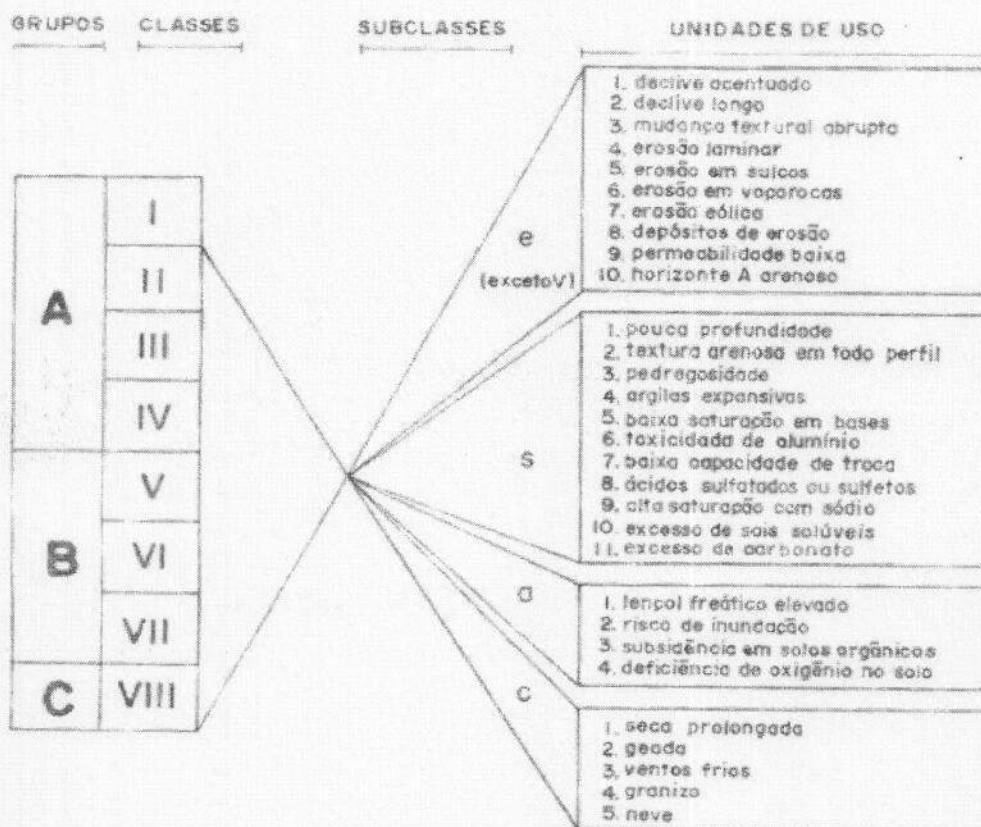 GRUPOS CLASSES SUBCLASSES UNIDADES DE USO
A
I
II
III
IV
B
V
VI
VII
C
VIII
e
(excetoV)
1. declive acentuado
2. declive longo
3. mudança textural abrupta
4. erosão laminar
5. erosão em sulcos
6. erosão em voçorocas
7. erosão eólica
8. depósitos de erosão
9. permeabilidade baixa
10. horizonte A arenoso
s
1. pouca profundidade
2. textura arenosa em todo perfil
3. pedregosidade
4. argilas expansivas
5. baixa saturação em bases
6. toxicidade de alumínio
7. baixa capacidade de troca
8. ácidos sulfatados ou sulfetos
9. alta saturação com sódio
10. excesso de sais solúveis
11. excesso de carbonato
a
1. lençol freático elevado
2. risco de inundação
3. subsidência em solos orgânicos
4. deficiência de oxigênio no solo
c
1. seca prolongada
2. geada
3. ventos frios
4. granizo
5. neve